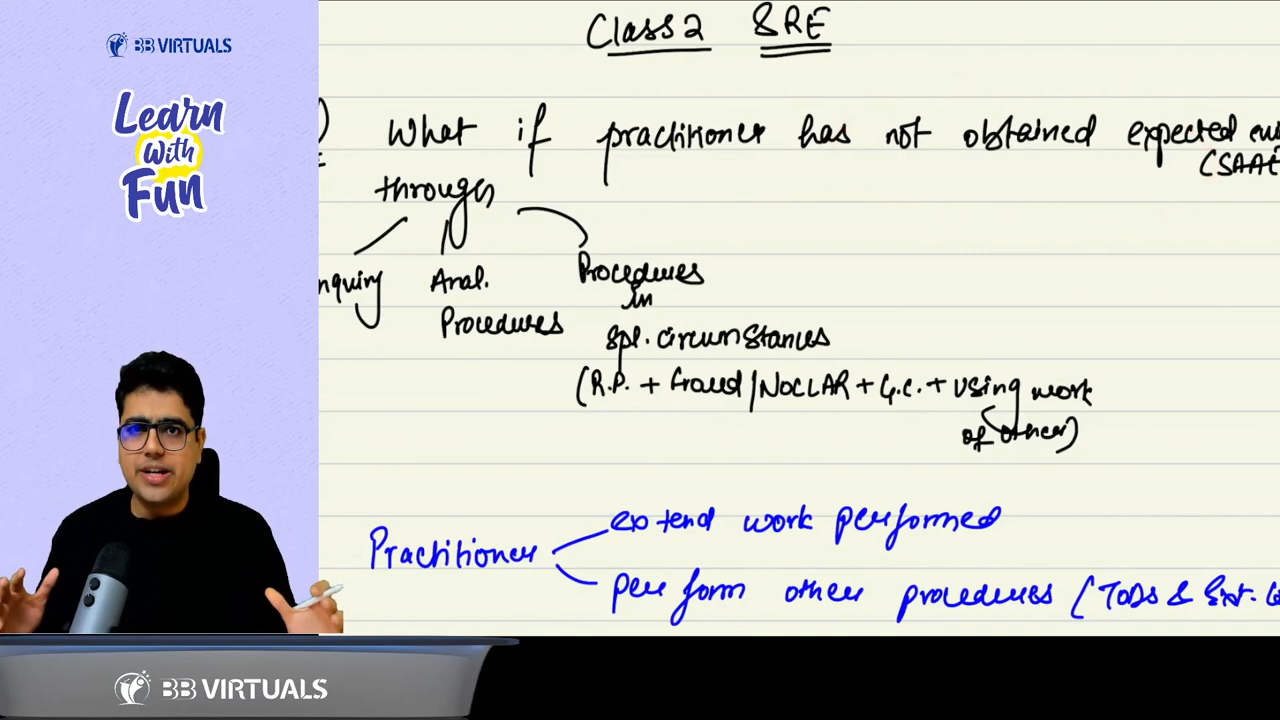 BB VIRTUALS
Learn
With
Fun
Class 2 SRE
What if practitioner has not obtained expected
(SAAE
through
nquiry Anal. Procedures
Procedures in
spl. circumstances
(R.P. + Fraud/NOCLAR + G.C. + using work
of others)
Practitioner
extend work performed
perform other procedures (TODs & Ext.
BB VIRTUALS